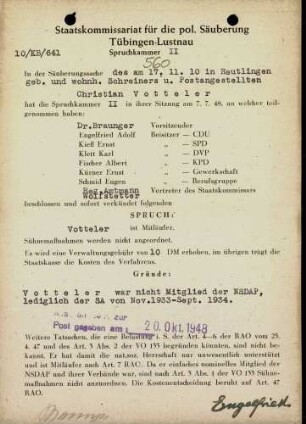 Staatskommissariat für die pol. Säuberung
Tübingen-Lustnau
10/KB/641
Spruchkammer II
560
In der Säuberungssache des am 17. 11. 10 in Reutlingen
geb. und wohnh. Schreiners u. Postangestellten
Christian Votteler
hat die Spruchkammer II in ihrer Sitzung am 7. 7. 48 an welcher teil-
genommen haben:
Dr. Braunger Vorsitzender
Engelfried Adolf Beisitzer — CDU
Kieß Ernst „ — SPD
Klett Karl „ — DVP
Fischer Albert „ — KPD
Kürner Ernst „ — Gewerkschaft
Schmid Eugen „ — Berufsgruppe
Reg.Amtmann Vertreter des Staatskommissars
Wolfstetter
beschlossen und sofort verkündet folgenden
SPRUCH:
Votteler ist Mitläufer.
Sühnemaßnahmen werden nicht angeordnet.
Es wird eine Verwaltungsgebühr von 10 DM erhoben, im übrigen trägt die
Staatskasse die Kosten des Verfahrens.
Gründe:
Votteler war nicht Mitglied der NSDAP,
lediglich der SA von Nov.1933-Sept. 1934.
zur
Post gegeben am 20. Okt. 1948
Weitere Tatsachen, die eine Belastung i. S. der Art. 4—6 der RAO vom 25.
4. 47 und des Art. 3 Abs. 2 der VO 133 begründen könnten, sind nicht be-
kannt. Er hat damit die nat.soz. Herrschaft nur unwesentlich unterstützt
und ist Mitläufer nach Art. 7 RAO. Da er einfaches nominelles Mitglied der
NSDAP und ihrer Verbände war, sind nach Art. 3 Abs. 1 der VO 133 Sühne-
maßnahmen nicht anzuordnen. Die Kostenentscheidung beruht auf Art. 47
RAO.
Engelfried